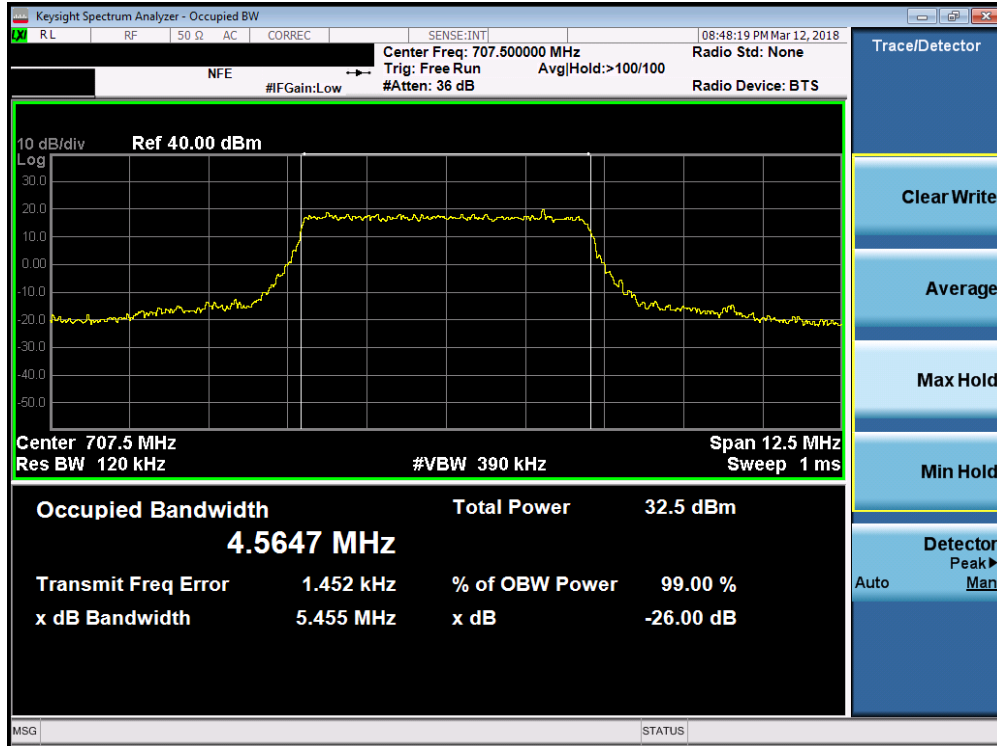 Keysight Spectrum Analyzer - Occupied BW
LXI RL RF 50 Ω AC CORREC SENSE:INT 08:48:19 PM Mar 12, 2018
Center Freq: 707.500000 MHz Radio Std: None
NFE Trig: Free Run Avg|Hold:>100/100
#IFGain:Low #Atten: 36 dB Radio Device: BTS
Trace/Detector
10 dB/div Ref 40.00 dBm
Log
30.0
20.0
10.0
0.00
-10.0
-20.0
-30.0
-40.0
-50.0
Center 707.5 MHz Span 12.5 MHz
Res BW 120 kHz #VBW 390 kHz Sweep 1 ms
Occupied Bandwidth Total Power 32.5 dBm
4.5647 MHz
Transmit Freq Error 1.452 kHz % of OBW Power 99.00 %
x dB Bandwidth 5.455 MHz x dB -26.00 dB
Clear Write
Average
Max Hold
Min Hold
Detector
Peak▶
Auto Man
MSG STATUS